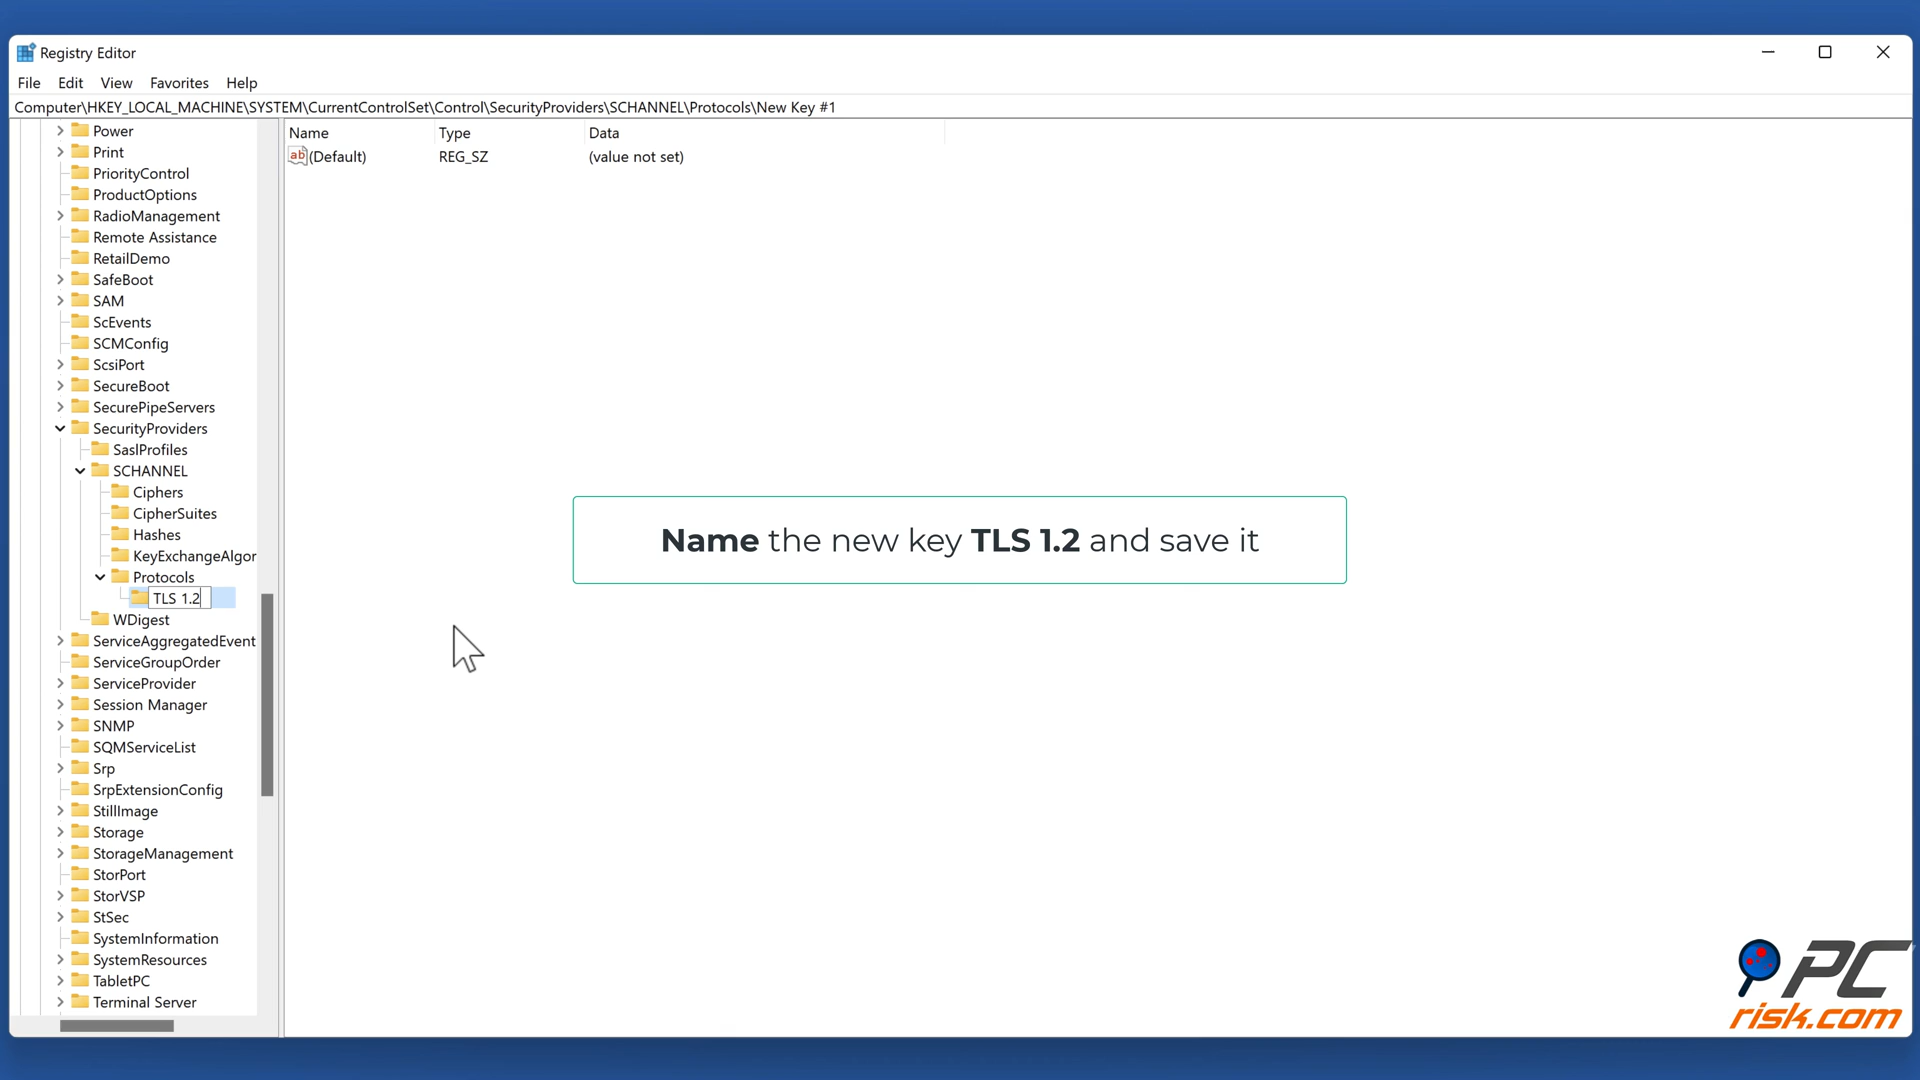 Registry Editor
File Edit View Favorites Help
Computer\HKEY_LOCAL_MACHINE\SYSTEM\CurrentControlSet\Control\SecurityProviders\SCHANNEL\Protocols\New Key #1
Name Type Data
ab (Default) REG_SZ (value not set)
Power
Print
PriorityControl
ProductOptions
RadioManagement
Remote Assistance
RetailDemo
SafeBoot
SAM
ScEvents
SCMConfig
ScsiPort
SecureBoot
SecurePipeServers
SecurityProviders
SaslProfiles
SCHANNEL
Ciphers
CipherSuites
Hashes
KeyExchangeAlgor
Protocols
TLS 1.2
WDigest
ServiceAggregatedEvent
ServiceGroupOrder
ServiceProvider
Session Manager
SNMP
SQMServiceList
Srp
SrpExtensionConfig
StillImage
Storage
StorageManagement
StorPort
StorVSP
StSec
SystemInformation
SystemResources
TabletPC
Terminal Server
Name the new key TLS 1.2 and save it
PC
risk.com